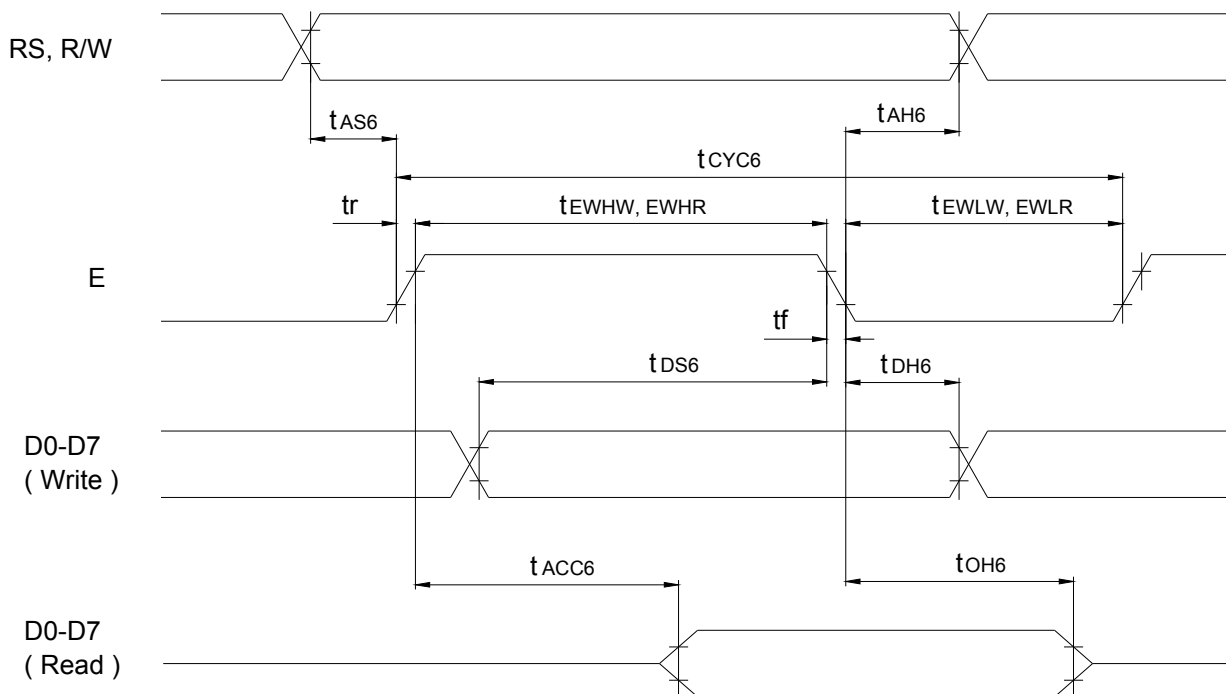 RS, R/W
tAS6
tAH6
tCYC6
tr
tEWHW, EWHR
tEWLW, EWLR
E
tf
tDS6
tDH6
D0-D7
( Write )
tACC6
tOH6
D0-D7
( Read )